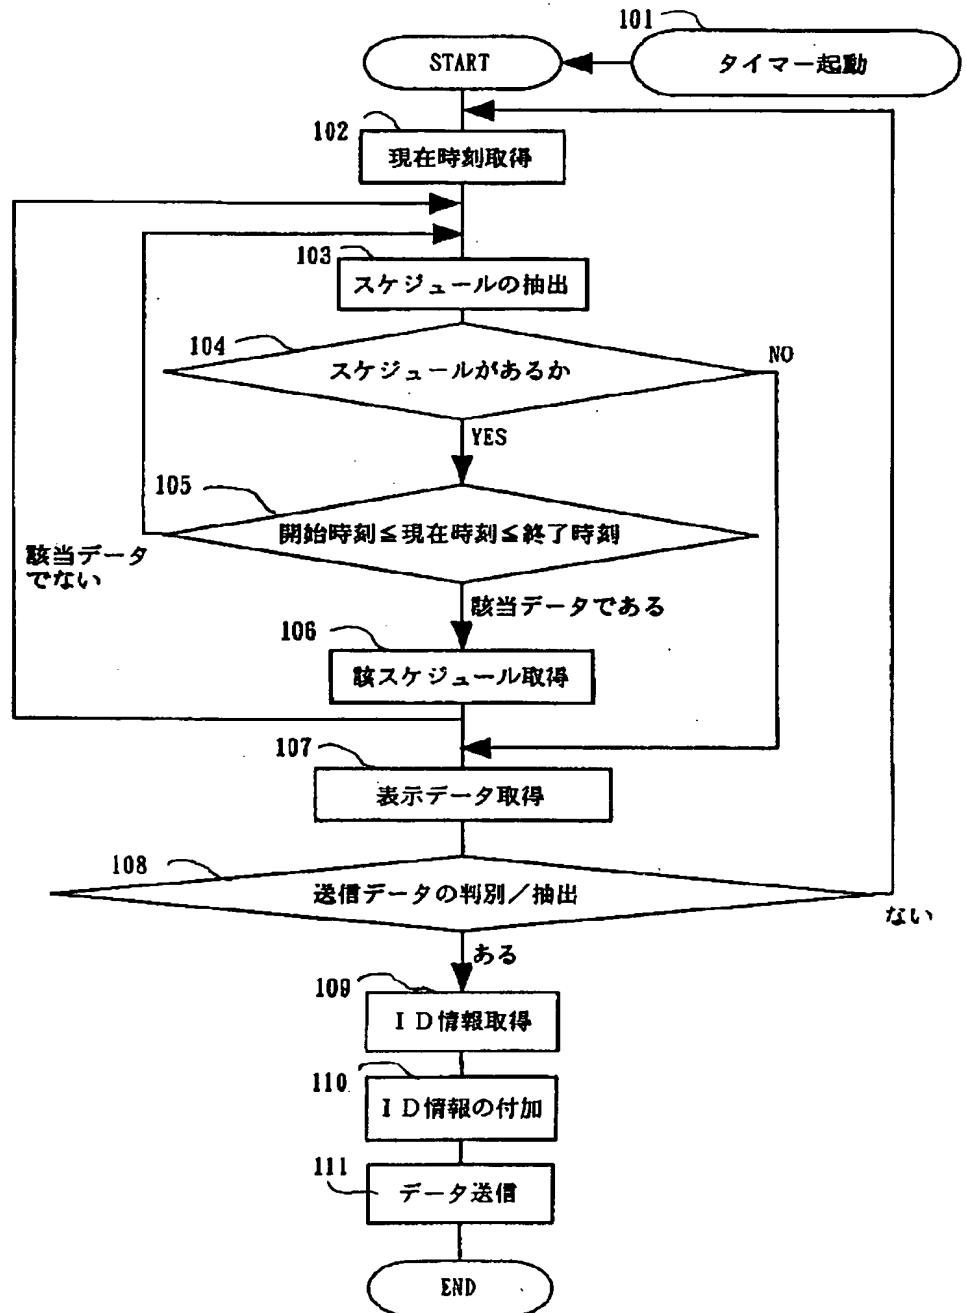 101
START
タイマー起動
102
現在時刻取得
103
スケジュールの抽出
104
スケジュールがあるか
NO
YES
105
開始時刻≦現在時刻≦終了時刻
該当データ
でない
該当データである
106
該スケジュール取得
107
表示データ取得
108
送信データの判別/抽出
ない
ある
109
ID情報取得
110
ID情報の付加
111
データ送信
END